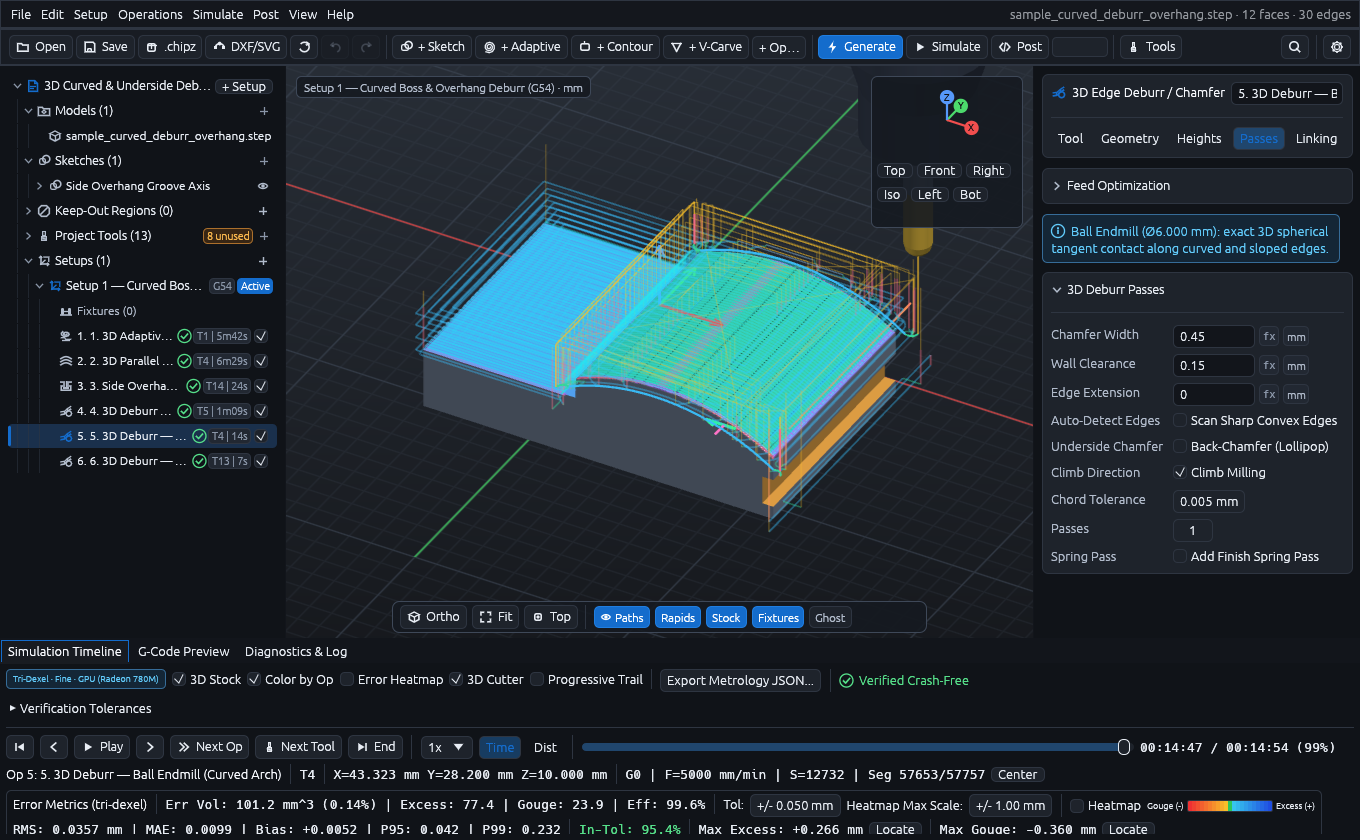 File Edit Setup Operations Simulate Post View Help
sample_curved_deburr_overhang.step · 12 faces · 30 edges
Open Save .chipz DXF/SVG + Sketch + Adaptive + Contour + V-Carve + Op... Generate Simulate Post Tools
3D Curved & Underside Deb... + Setup
Models (1) +
sample_curved_deburr_overhang.step
Sketches (1) +
Side Overhang Groove Axis
Keep-Out Regions (0) +
Project Tools (13) 8 unused +
Setups (1) +
Setup 1 — Curved Bos... G54 Active
Fixtures (0)
1. 1. 3D Adaptiv... T1 | 5m42s
2. 2. 3D Parallel ... T4 | 6m29s
3. 3. Side Overha... T14 | 24s
4. 4. 3D Deburr ... T5 | 1m09s
5. 5. 3D Deburr — ... T4 | 14s
6. 6. 3D Deburr — ... T13 | 7s
Setup 1 — Curved Boss & Overhang Deburr (G54) · mm
Z
Y
X
Top Front Right
Iso Left Bot
Ortho Fit Top Paths Rapids Stock Fixtures Ghost
3D Edge Deburr / Chamfer 5. 3D Deburr — B
Tool Geometry Heights Passes Linking
Feed Optimization
Ball Endmill (Ø6.000 mm): exact 3D spherical
tangent contact along curved and sloped edges.
3D Deburr Passes
Chamfer Width 0.45 fx mm
Wall Clearance 0.15 fx mm
Edge Extension 0 fx mm
Auto-Detect Edges Scan Sharp Convex Edges
Underside Chamfer Back-Chamfer (Lollipop)
Climb Direction Climb Milling
Chord Tolerance 0.005 mm
Passes 1
Spring Pass Add Finish Spring Pass
Simulation Timeline G-Code Preview Diagnostics & Log
Tri-Dexel · Fine · GPU (Radeon 780M) 3D Stock Color by Op Error Heatmap 3D Cutter Progressive Trail Export Metrology JSON... Verified Crash-Free
Verification Tolerances
Play Next Op Next Tool End 1x Time Dist 00:14:47 / 00:14:54 (99%)
Op 5: 5. 3D Deburr — Ball Endmill (Curved Arch) T4 X=43.323 mm Y=28.200 mm Z=10.000 mm G0 | F=5000 mm/min | S=12732 | Seg 57653/57757 Center
Error Metrics (tri-dexel) Err Vol: 101.2 mm^3 (0.14%) | Excess: 77.4 | Gouge: 23.9 | Eff: 99.6% Tol: +/- 0.050 mm Heatmap Max Scale: +/- 1.00 mm Heatmap Gouge (-) Excess (+)
RMS: 0.0357 mm | MAE: 0.0099 | Bias: +0.0052 | P95: 0.042 | P99: 0.232 In-Tol: 95.4% Max Excess: +0.266 mm Locate Max Gouge: -0.360 mm Locate